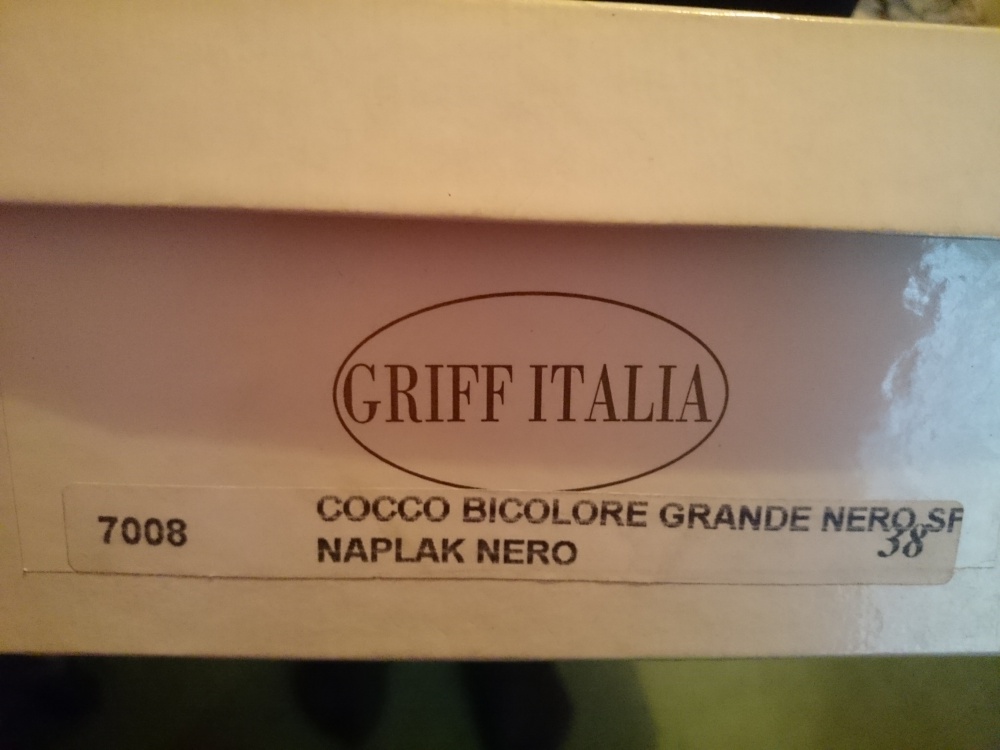 GRIFF ITALIA
7008 COCCO BICOLORE GRANDE NERO SF
NAPLAK NERO 38